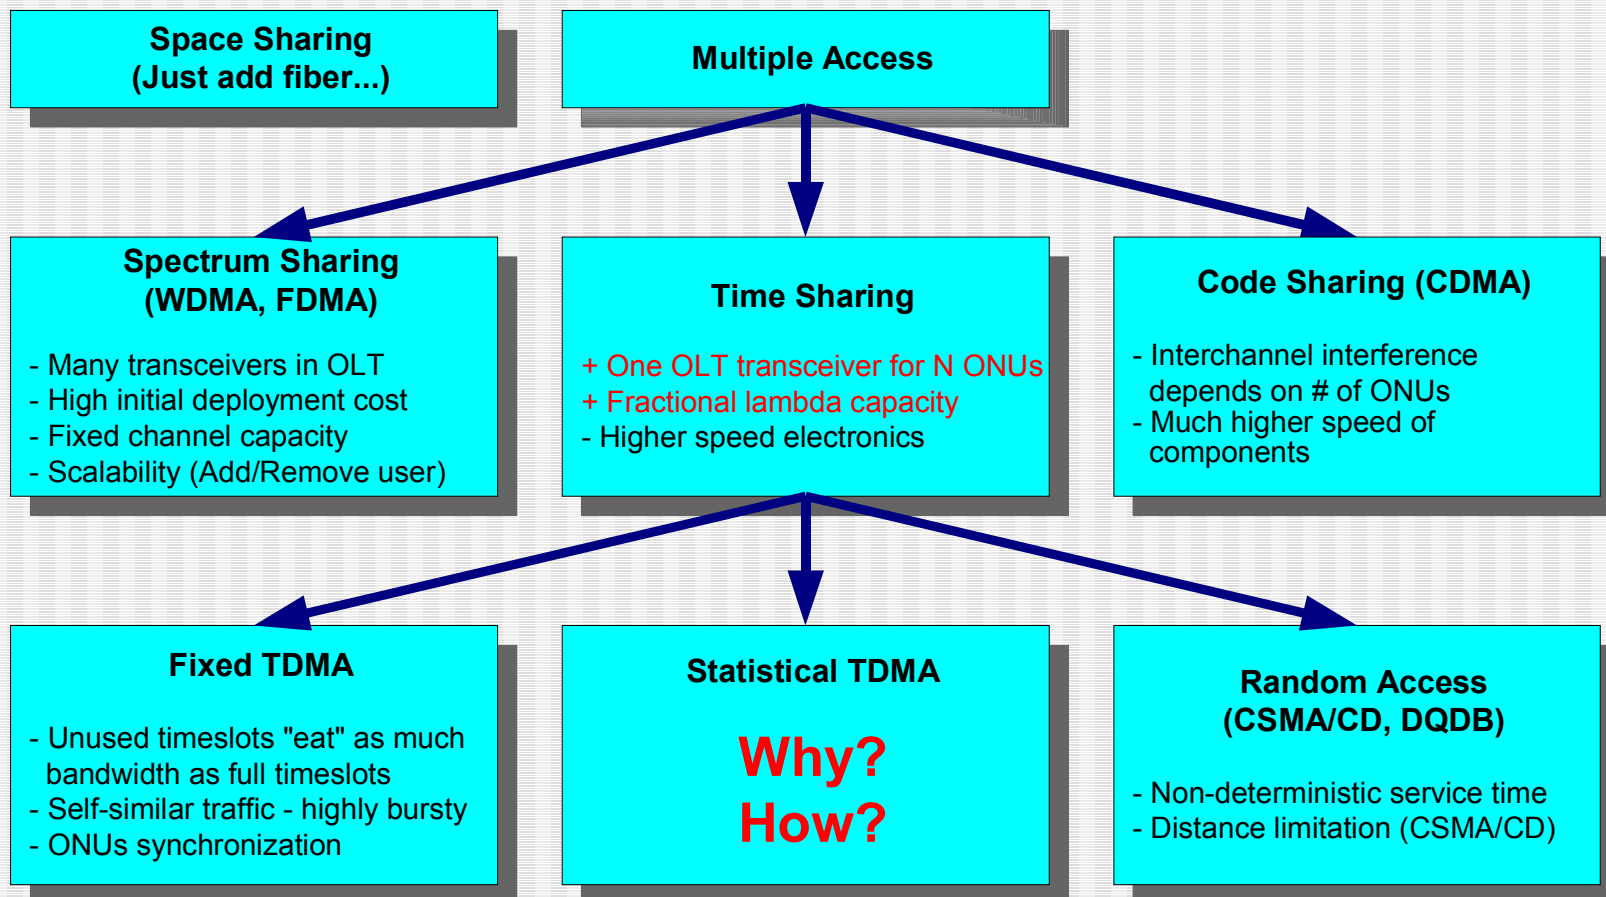 Space Sharing
(Just add fiber...)
Multiple Access
Spectrum Sharing
(WDMA, FDMA)
- Many transceivers in OLT
- High initial deployment cost
- Fixed channel capacity
- Scalability (Add/Remove user)
Time Sharing
+ One OLT transceiver for N ONUs
+ Fractional lambda capacity
- Higher speed electronics
Code Sharing (CDMA)
- Interchannel interference
depends on # of ONUs
- Much higher speed of
components
Fixed TDMA
- Unused timeslots "eat" as much
bandwidth as full timeslots
- Self-similar traffic - highly bursty
- ONUs synchronization
Statistical TDMA
Why?
How?
Random Access
(CSMA/CD, DQDB)
- Non-deterministic service time
- Distance limitation (CSMA/CD)